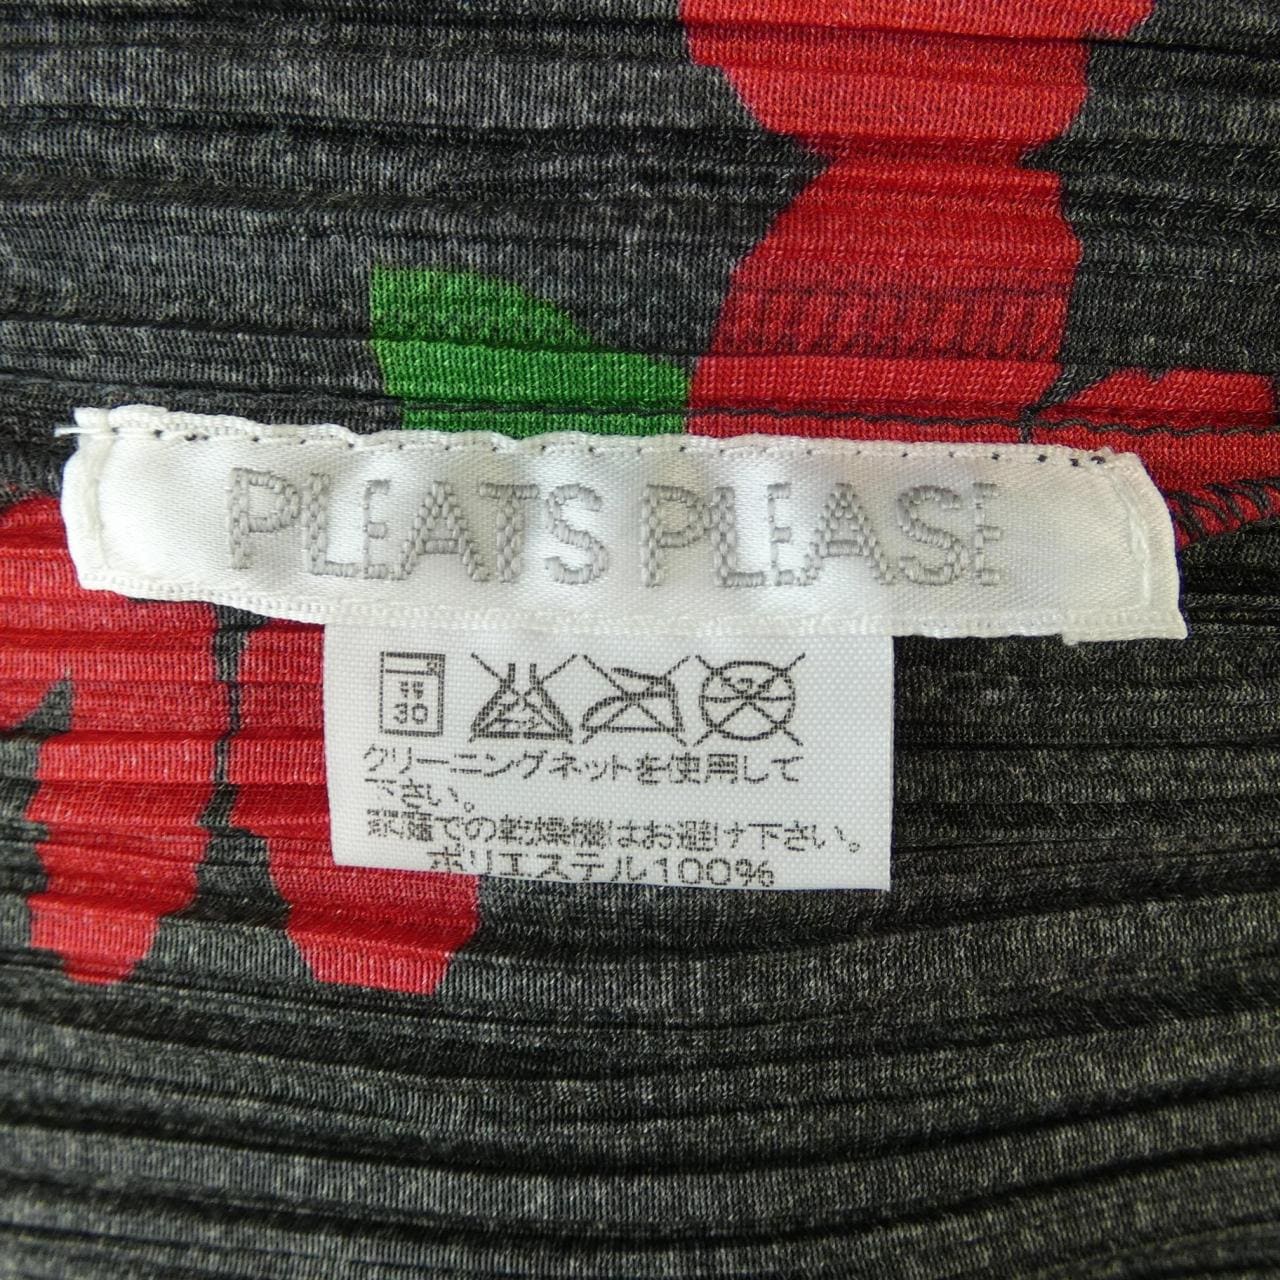 PLEATS PLEASE
弱
30
クリーニングネットを使用して
下さい。
家庭での乾燥機はお避け下さい。
ポリエステル100%